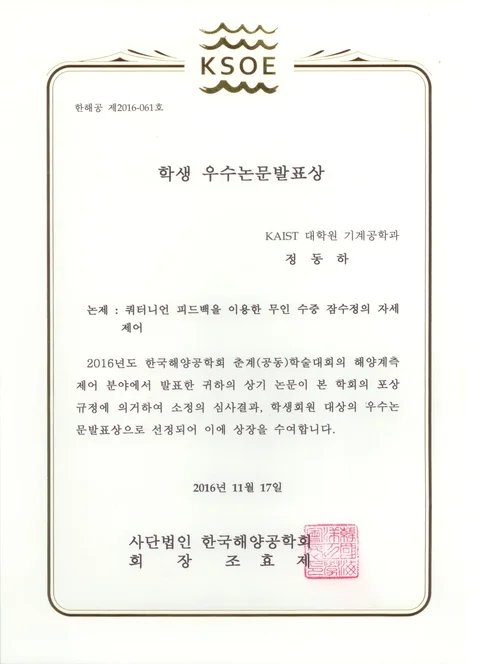 KSOE
한해공 제2016-061호
학생 우수논문발표상
KAIST 대학원 기계공학과
정 동 하
논제 : 쿼터니언 피드백을 이용한 무인 수중 잠수정의 자세
제어
2016년도 한국해양공학회 춘계(공동)학술대회의 해양계측
제어 분야에서 발표한 귀하의 상기 논문이 본 학회의 포상
규정에 의거하여 소정의 심사결과, 학생회원 대상의 우수논
문발표상으로 선정되어 이에 상장을 수여합니다.
2016년 11월 17일
사단법인 한국해양공학회
회 장 조 효 제